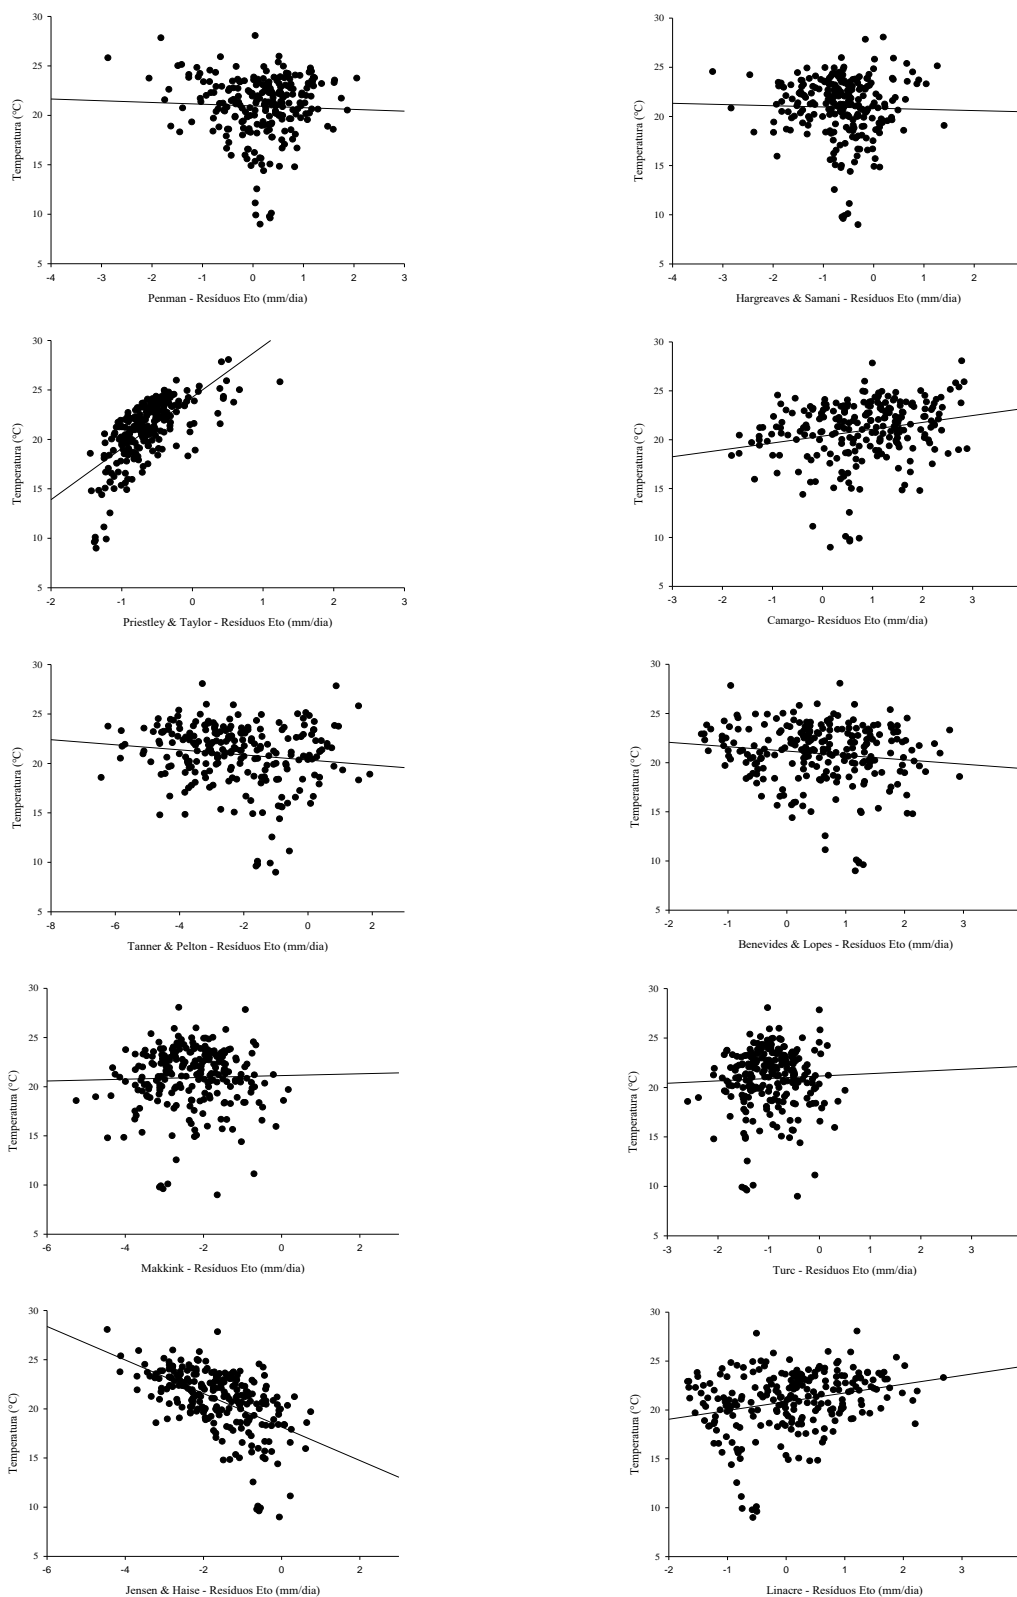 30
25
20
15
10
5
Temperatura (°C)
-4 -3 -2 -1 0 1 2 3
Penman - Resíduos Eto (mm/dia)
30
25
20
15
10
5
Temperatura (°C)
-4 -3 -2 -1 0 1 2
Hargreaves & Samani - Resíduos Eto (mm/dia)
30
25
20
15
10
5
Temperatura (°C)
-2 -1 0 1 2 3
Priestley & Taylor - Resíduos Eto (mm/dia)
30
25
20
15
10
5
Temperatura (°C)
-3 -2 -1 0 1 2 3
Camargo- Resíduos Eto (mm/dia)
30
25
20
15
10
5
Temperatura (°C)
-8 -6 -4 -2 0 2
Tanner & Pelton - Resíduos Eto (mm/dia)
30
25
20
15
10
5
Temperatura (°C)
-2 -1 0 1 2 3
Benevides & Lopes - Resíduos Eto (mm/dia)
30
25
20
15
10
5
Temperatura (°C)
-6 -4 -2 0 2
Makkink - Resíduos Eto (mm/dia)
30
25
20
15
10
5
Temperatura (°C)
-3 -2 -1 0 1 2 3
Turc - Resíduos Eto (mm/dia)
30
25
20
15
10
5
Temperatura (°C)
-6 -4 -2 0 2
Jensen & Haise - Resíduos Eto (mm/dia)
30
25
20
15
10
5
Temperatura (°C)
-2 -1 0 1 2 3
Linacre - Resíduos Eto (mm/dia)